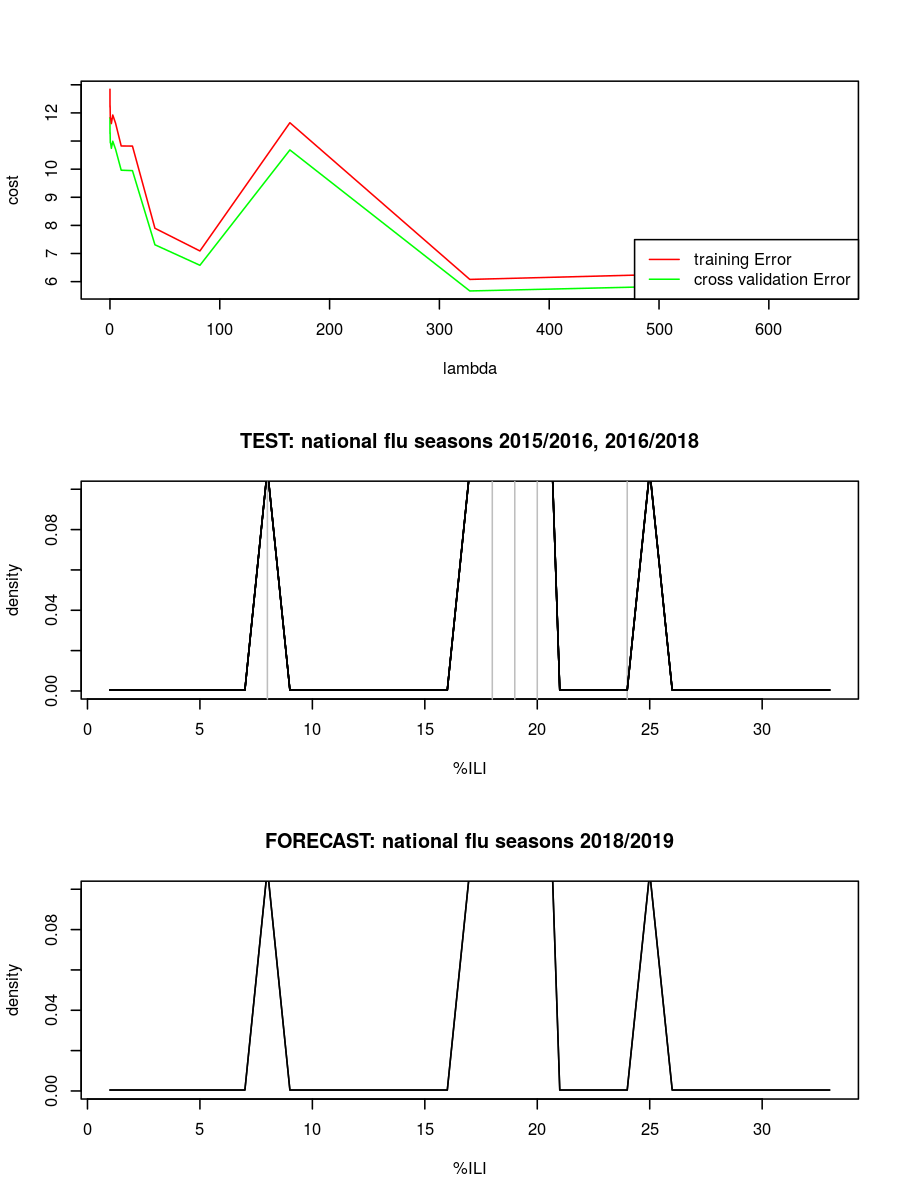 12
10
9
8
7
6
cost
training Error
cross validation Error
0 100 200 300 400 500 600
lambda
TEST: national flu seasons 2015/2016, 2016/2018
0.08
0.04
0.00
density
0 5 10 15 20 25 30
%ILI
FORECAST: national flu seasons 2018/2019
0.08
0.04
0.00
density
0 5 10 15 20 25 30
%ILI